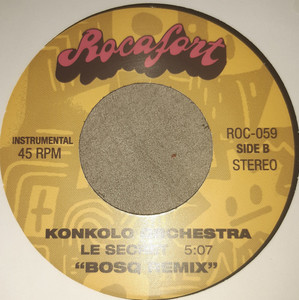 Rocafort
INSTRUMENTAL
45 RPM
ROC-059
SIDE B
STEREO
KONKOLO ORCHESTRA
LE SECRET 5:07
"BOSQ REMIX"